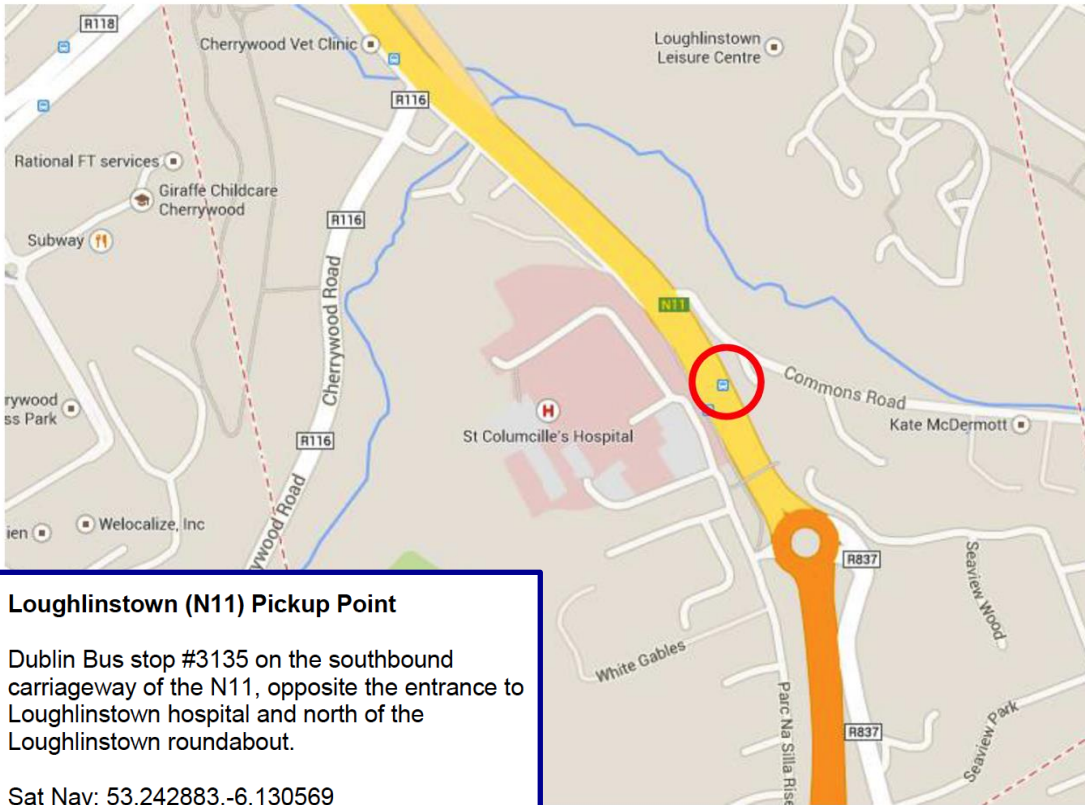 R118
Cherrywood Vet Clinic
Loughlinstown
Leisure Centre
R116
Rational FT services
Giraffe Childcare
Cherrywood
R116
Subway
Cherrywood Road
N11
Commons Road
rywood
ss Park
H
St Columcille's Hospital
Kate McDermott
R116
ien
Welocalize, Inc
ywood Road
R837
Seaview Wood
White Gables
Parc Na Silla Rise
R837
Seaview Park
Loughlinstown (N11) Pickup Point
Dublin Bus stop #3135 on the southbound
carriageway of the N11, opposite the entrance to
Loughlinstown hospital and north of the
Loughlinstown roundabout.
Sat Nav: 53.242883,-6.130569